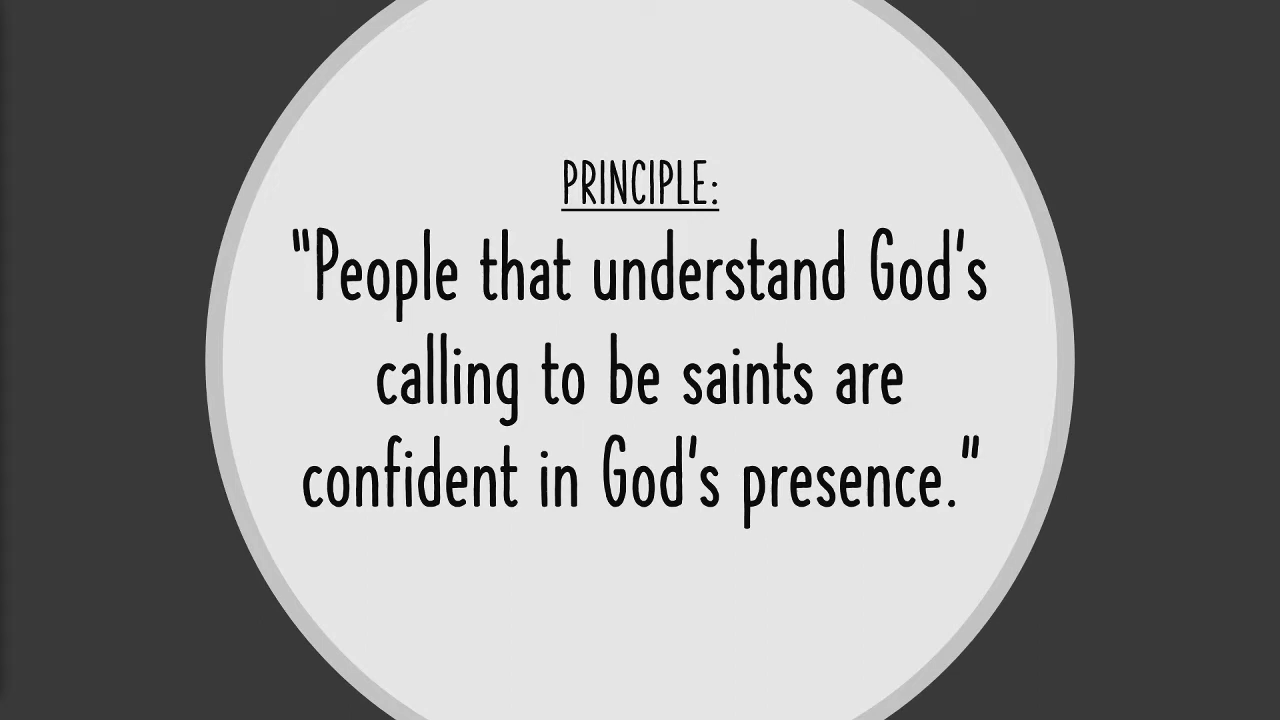 PRINCIPLE:
"People that understand God's
calling to be saints are
confident in God's presence."